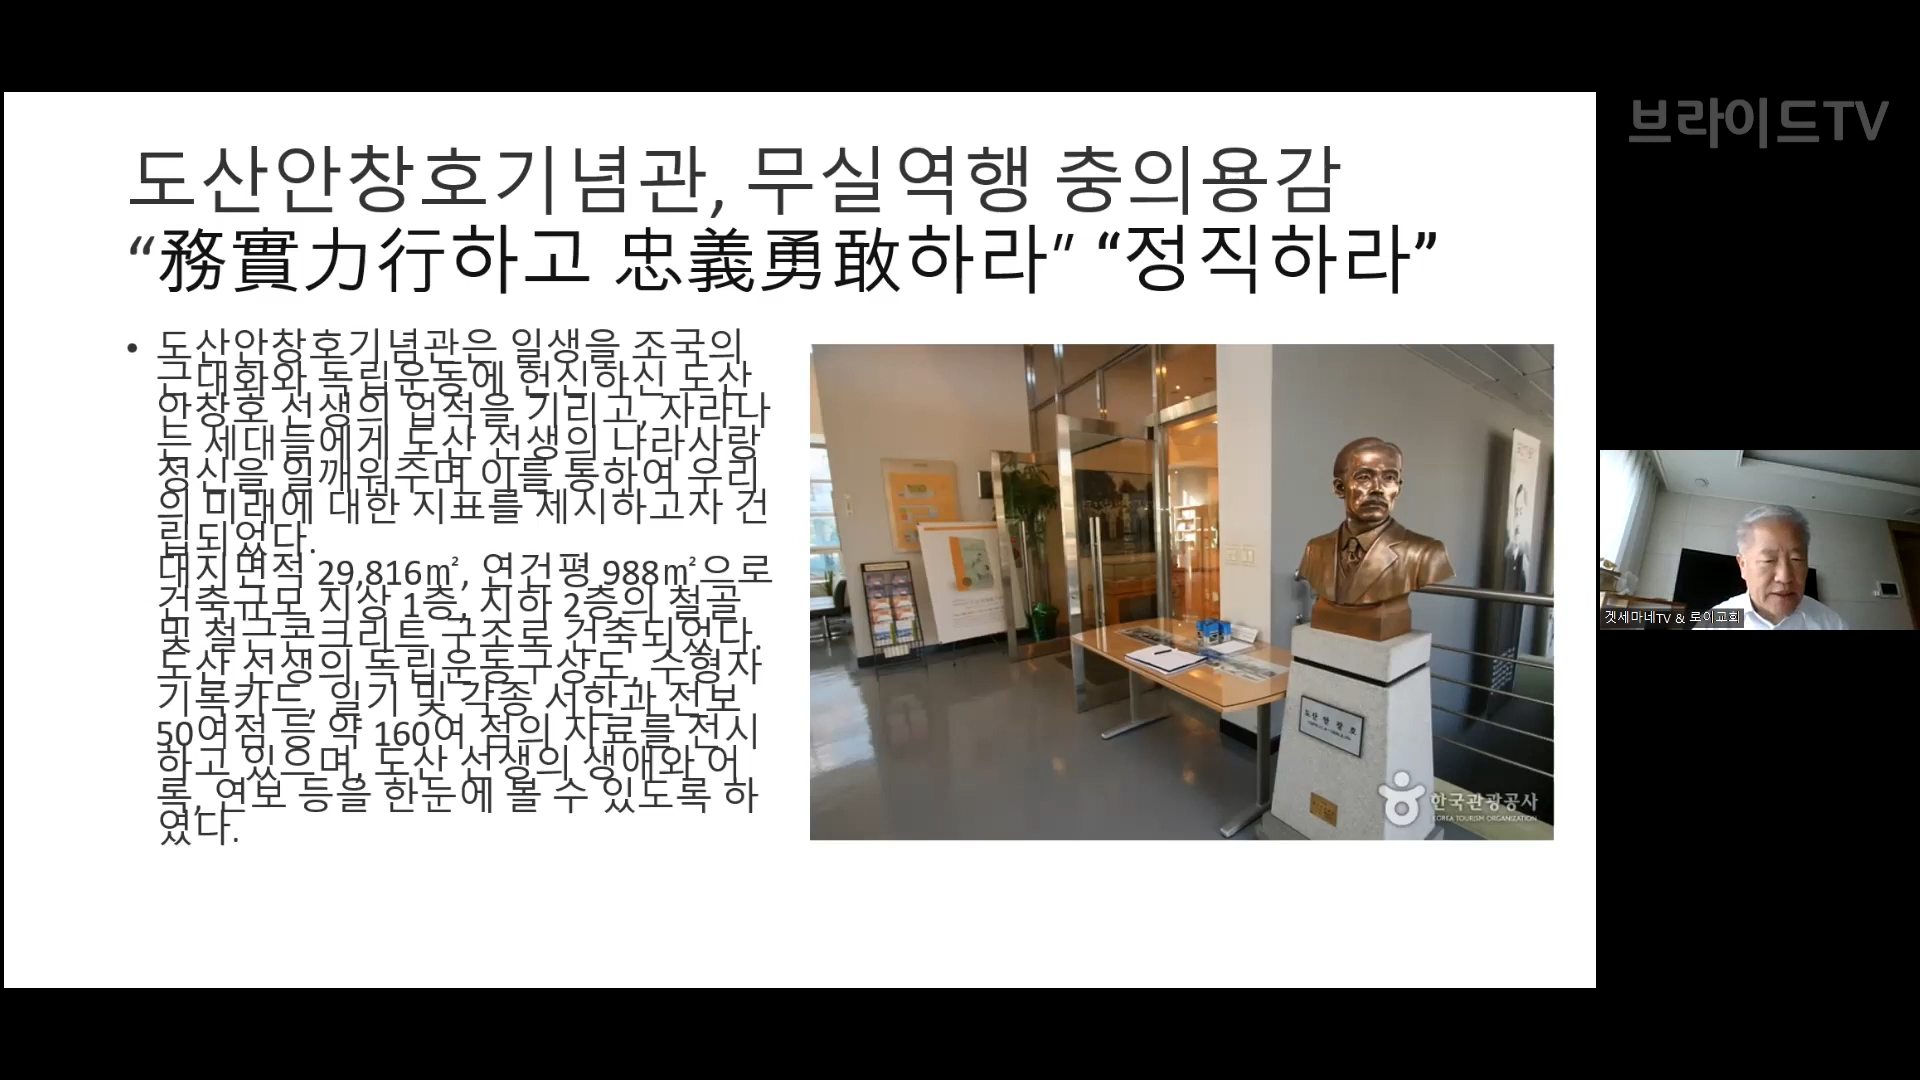 브라이드TV
도산안창호기념관, 무실역행 충의용감
“務實力行하고 忠義勇敢하라” “정직하라”
• 도산안창호기념관은 일생을 조국의
근대화와 독립운동에 헌신하신 도산
안창호 선생의 업적을 기리고, 자라나
는 세대들에게 도산 선생의 나라사랑
정신을 일깨워주며 이를 통하여 우리
의 미래에 대한 지표를 제시하고자 건
립되었다.
대지면적 29,816㎡, 연건평 988㎡으로
건축규모 지상 1층, 지하 2층의 철골
및 철근콘크리트 구조로 건축되었다.
도산 선생의 독립운동구상도, 수형자
기록카드, 일기 및 각종 서한과 전보
50여점 등 약 160여 점의 자료를 전시
하고 있으며, 도산 선생의 생애와 어
록, 연보 등을 한눈에 볼 수 있도록 하
였다.
도산 안창호
한국관광공사
KOREA TOURISM ORGANIZATION
겟세마네TV & 로이교회